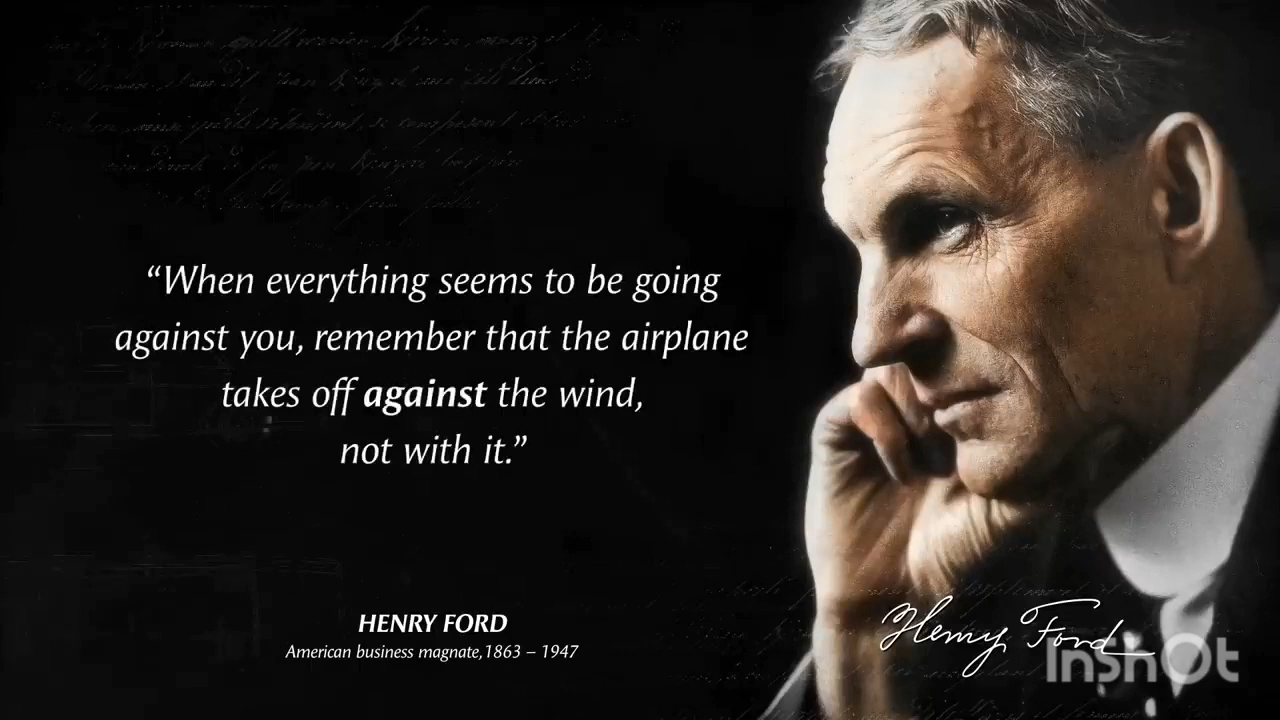 “When everything seems to be going
against you, remember that the airplane
takes off against the wind,
not with it.”
HENRY FORD
American business magnate,1863 – 1947
Henry Ford
InShOt